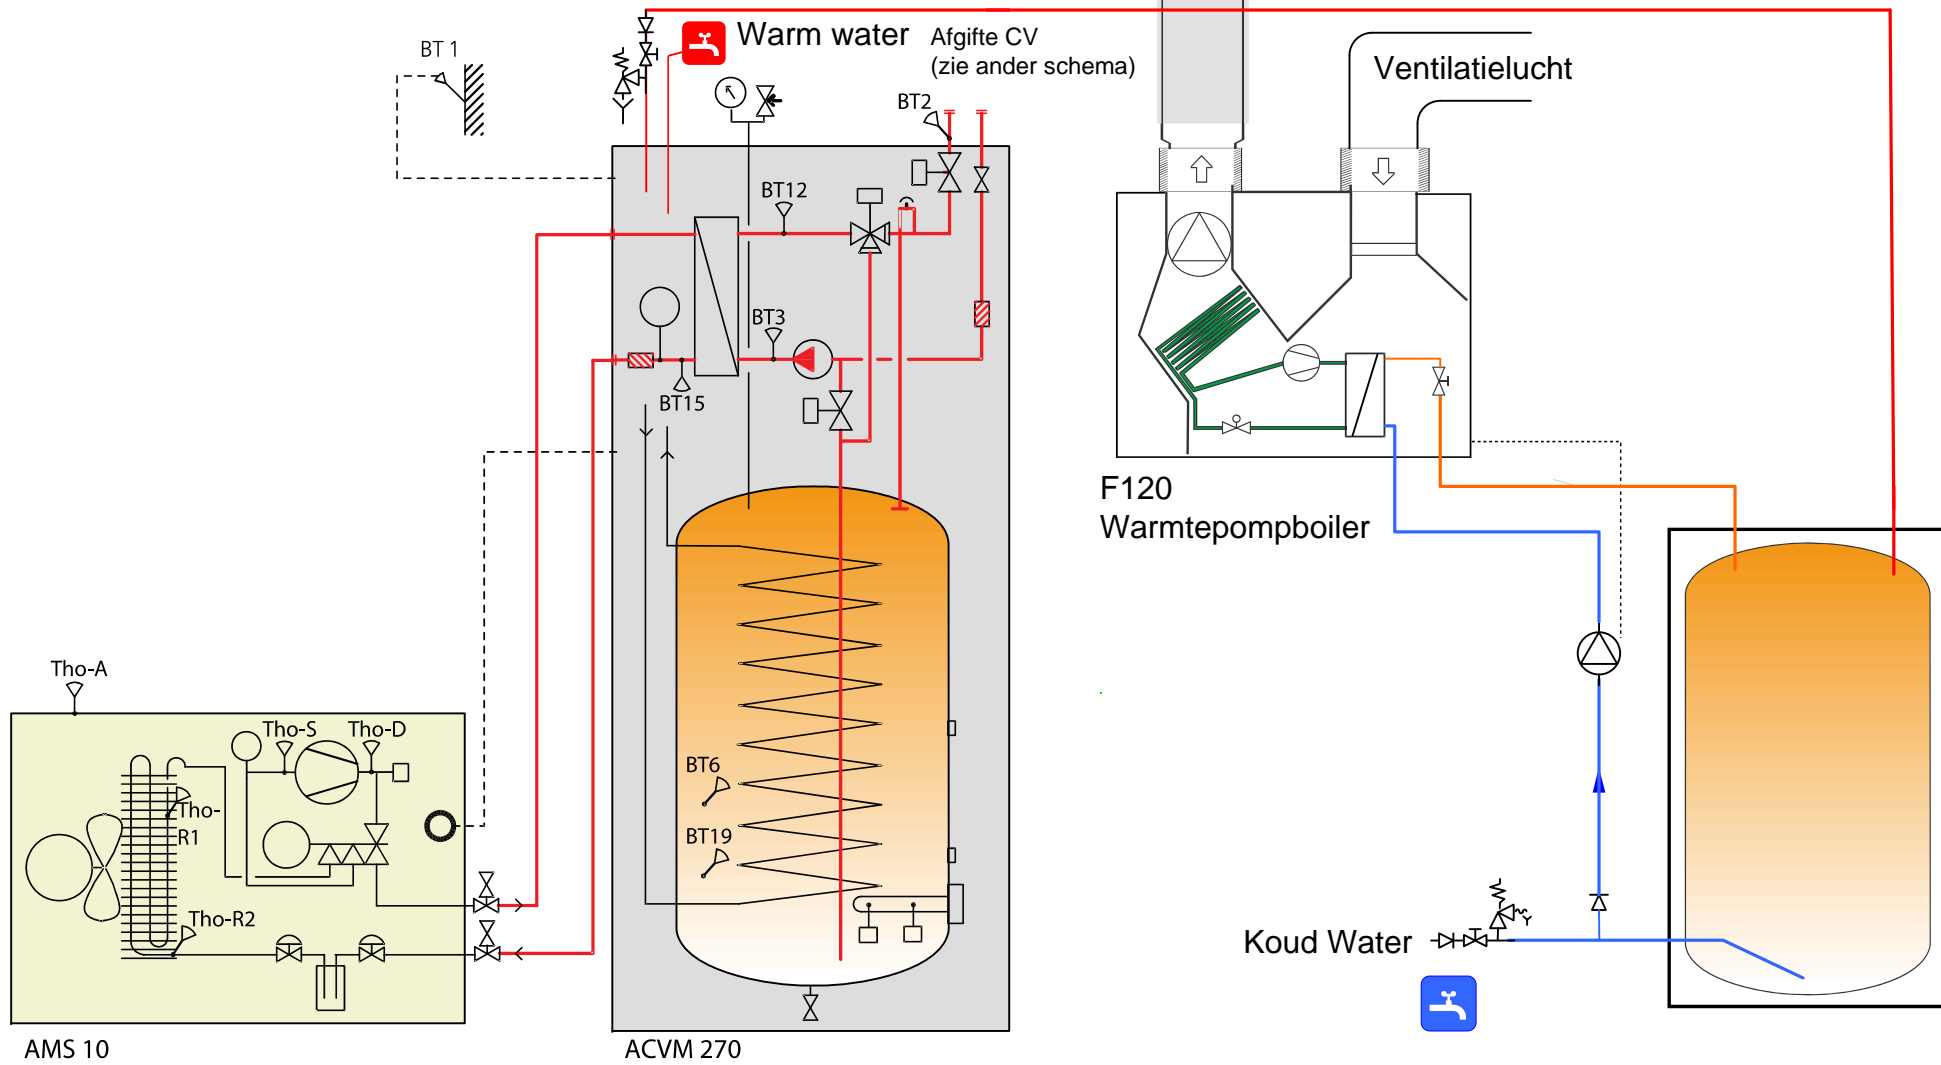 Warm water
Afgifte CV
(zie ander schema)
BT 1
Ventilatielucht
BT2
BT12
BT3
BT15
F120
Warmtepompboiler
Tho-A
Tho-S
Tho-D
Tho-
R1
Tho-R2
BT6
BT19
Koud Water
AMS 10
ACVM 270